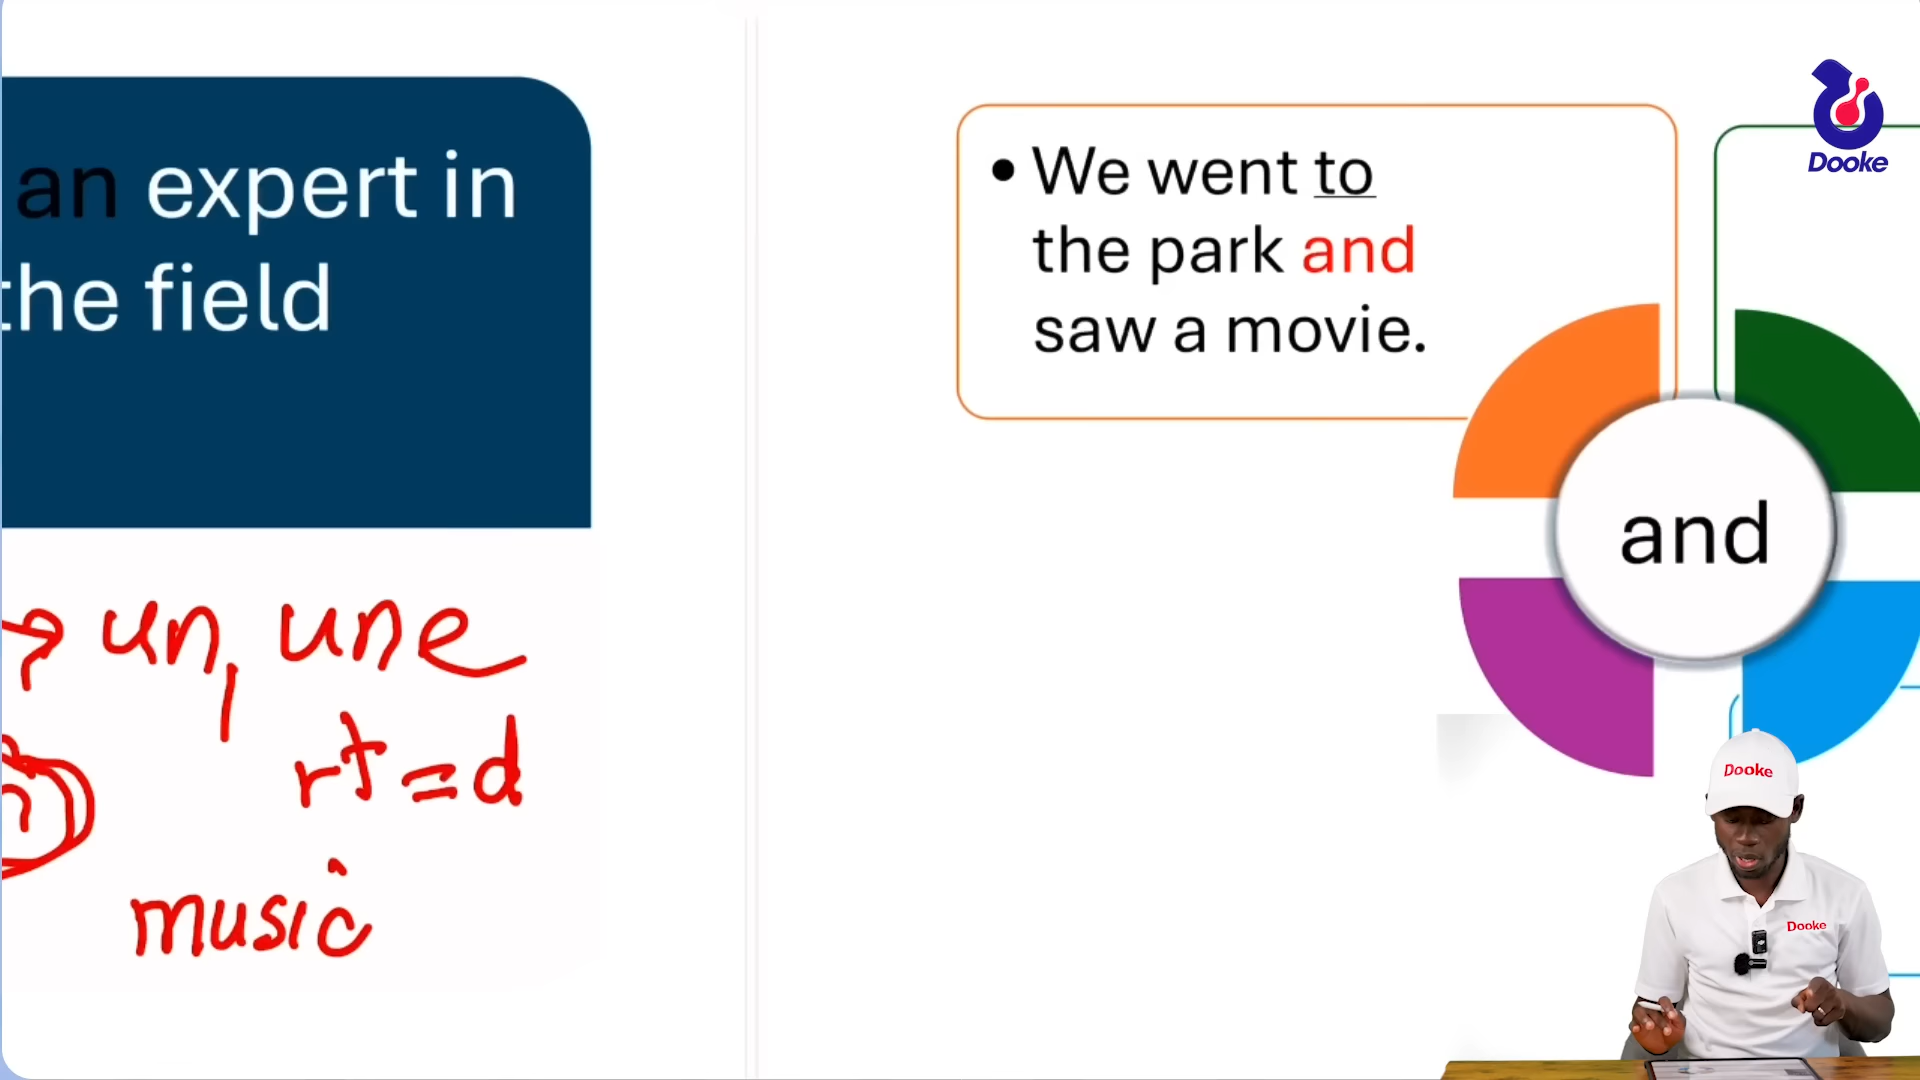 an expert in
the field
un, une
rt = d
music
• We went to
the park and
saw a movie.
and
Dooke
Dooke
Dooke